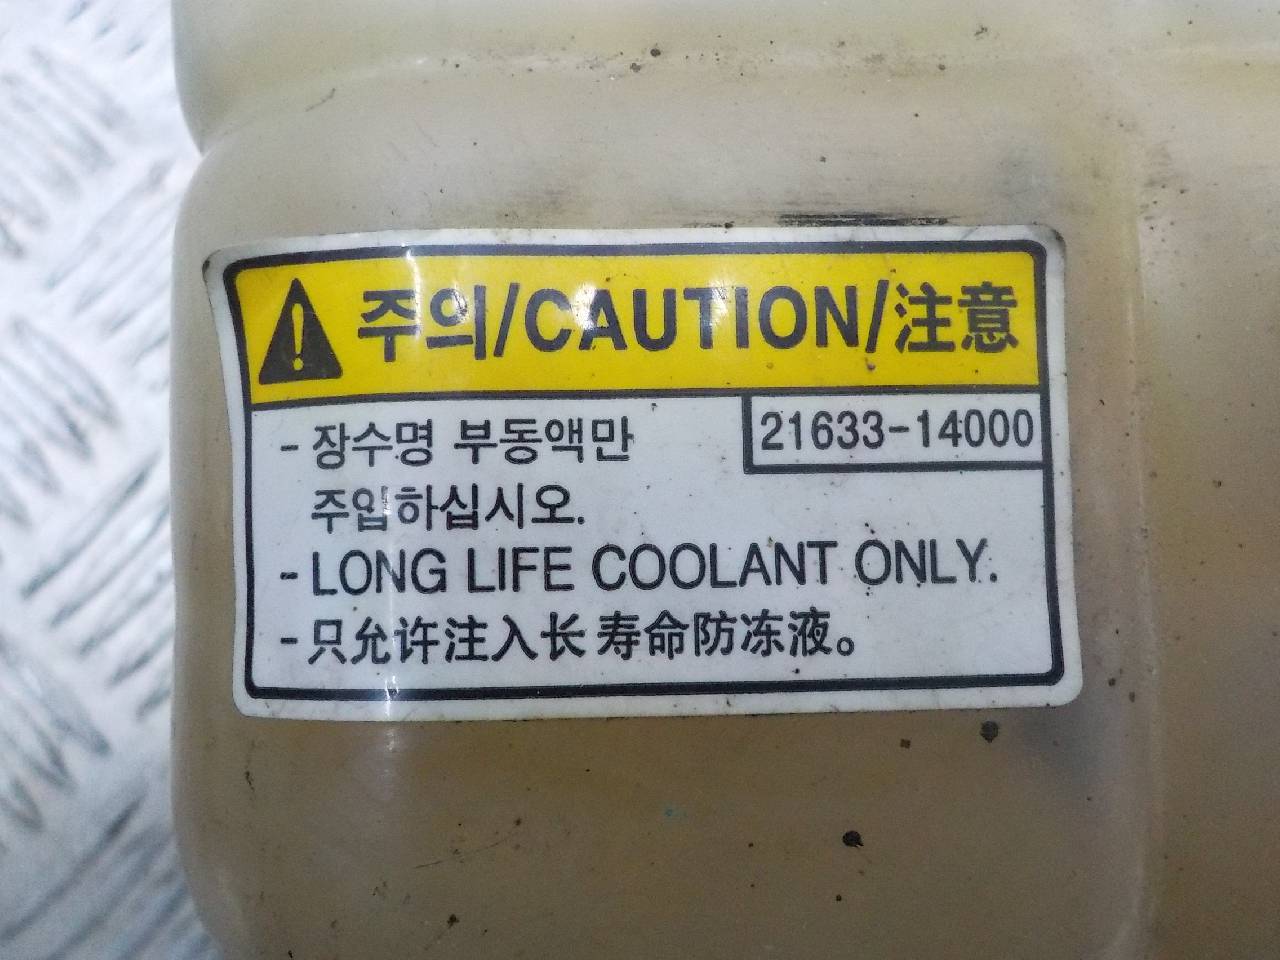 주의/CAUTION/注意
21633-14000
- 장수명 부동액만
주입하십시오.
- LONG LIFE COOLANT ONLY.
- 只允许注入长寿命防冻液。